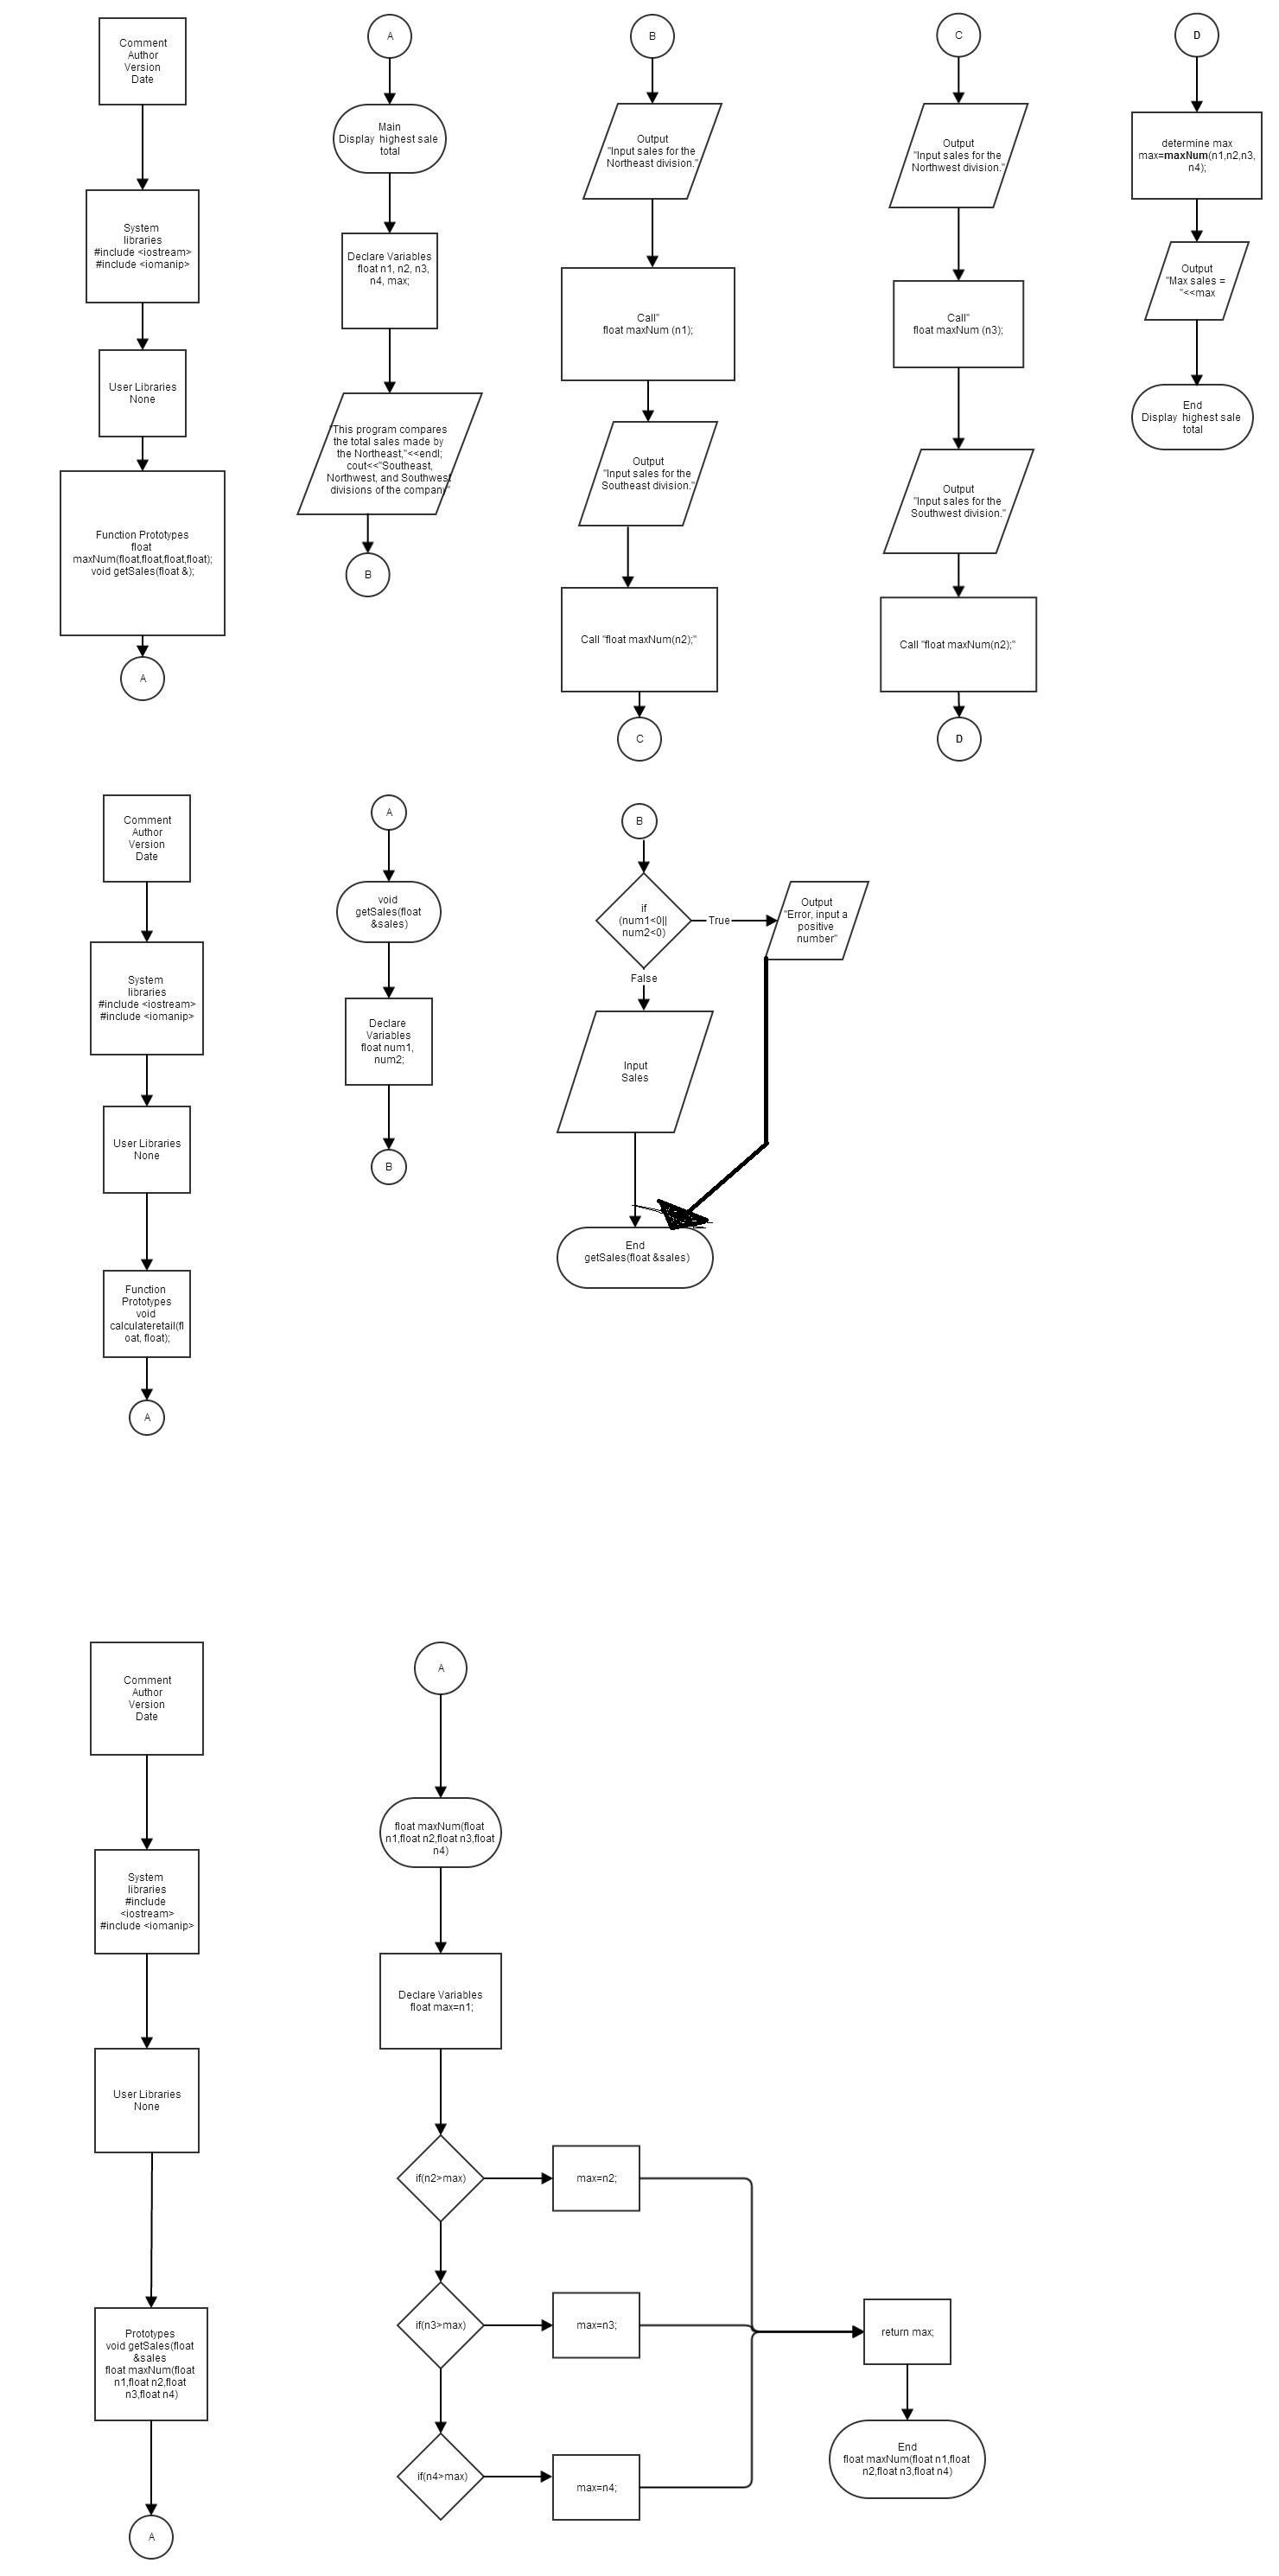 Comment
Author
Version
Date
System
libraries
#include <iostream>
#include <iomanip>
User Libraries
None
Function Prototypes
float
maxNum(float,float,float,float);
void getSales(float &);
A
A
Main
Display  highest sale
total
Declare Variables
float n1, n2, n3,
n4, max;
"This program compares
the total sales made by
the Northeast,"<<endl;
cout<<"Southeast,
Northwest, and Southwest
divisions of the company"
B
B
Output
"Input sales for the
Northeast division."
Call"
float maxNum (n1);
Output
"Input sales for the
Southeast division."
Call "float maxNum(n2);"
C
C
Output
"Input sales for the
Northwest division."
Call"
float maxNum (n3);
Output
"Input sales for the
Southwest division."
Call "float maxNum(n2);"
D
D
determine max
max=maxNum(n1,n2,n3,
n4);
Output
"Max sales =
"<<max
End
Display  highest sale
total
Comment
Author
Version
Date
System
libraries
#include <iostream>
#include <iomanip>
User Libraries
None
Function
Prototypes
void
calculateretail(fl
oat, float);
A
A
void
getSales(float
&sales)
Declare
Variables
float num1,
num2;
B
B
if
(num1<0||
num2<0)
True
Output
"Error, input a
positive
number"
False
Input
Sales
End
getSales(float &sales)
Comment
Author
Version
Date
System
libraries
#include
<iostream>
#include <iomanip>
User Libraries
None
Prototypes
void getSales(float
&sales
float maxNum(float
n1,float n2,float
n3,float n4)
A
A
float maxNum(float
n1,float n2,float n3,float
n4)
Declare Variables
float max=n1;
if(n2>max)
max=n2;
if(n3>max)
max=n3;
if(n4>max)
max=n4;
return max;
End
float maxNum(float n1,float
n2,float n3,float n4)